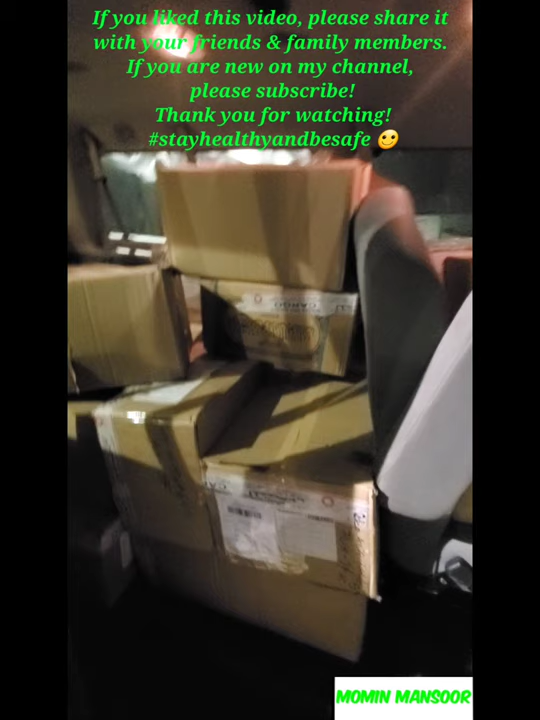 If you liked this video, please share it
with your friends & family members.
If you are new on my channel,
please subscribe!
Thank you for watching!
#stayhealthyandbesafe 🙂
CARGO
MOMIN MANSOOR